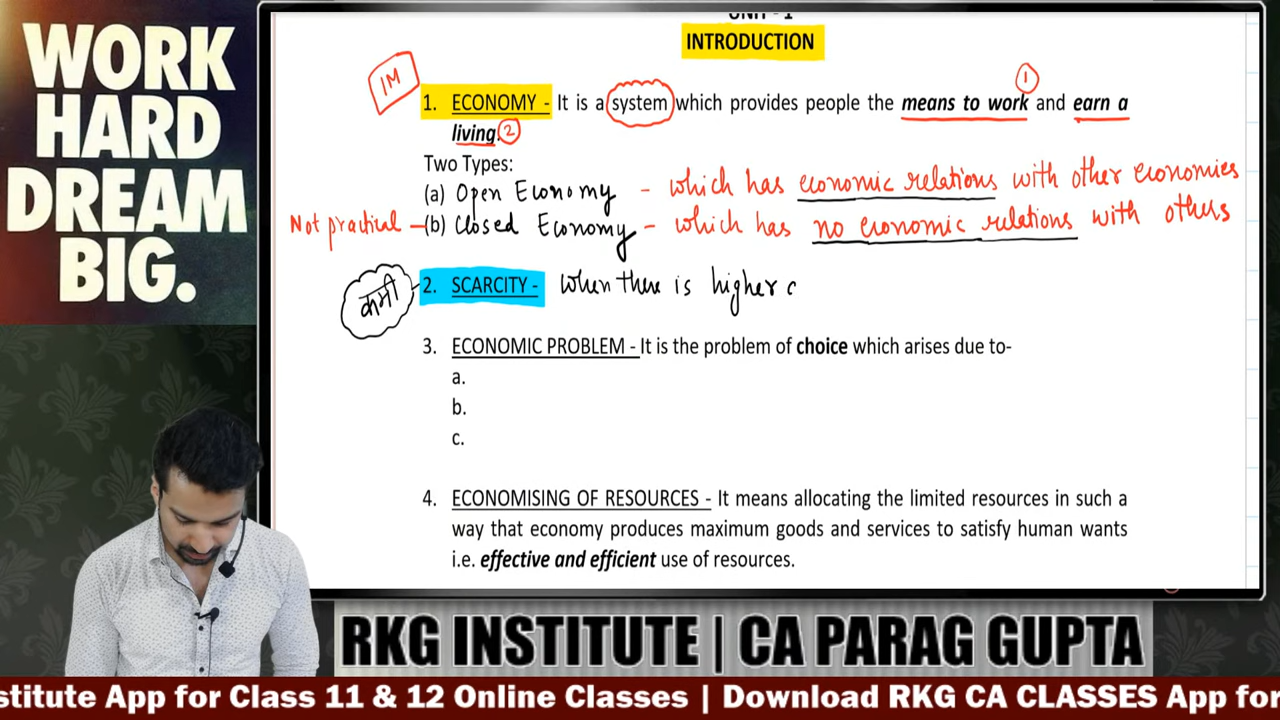 WORK
HARD
DREAM
BIG.
UNIT - 1
INTRODUCTION
1M
1
1. ECONOMY - It is a system which provides people the means to work and earn a
living. 2
Two Types:
(a) Open Economy - which has economic relations with other economies
Not practical - (b) Closed Economy - which has no economic relations with others
कमी
2. SCARCITY - When there is higher
3. ECONOMIC PROBLEM - It is the problem of choice which arises due to-
a.
b.
c.
4. ECONOMISING OF RESOURCES - It means allocating the limited resources in such a
way that economy produces maximum goods and services to satisfy human wants
i.e. effective and efficient use of resources.
RKG INSTITUTE | CA PARAG GUPTA
stitute App for Class 11 & 12 Online Classes | Download RKG CA CLASSES App for